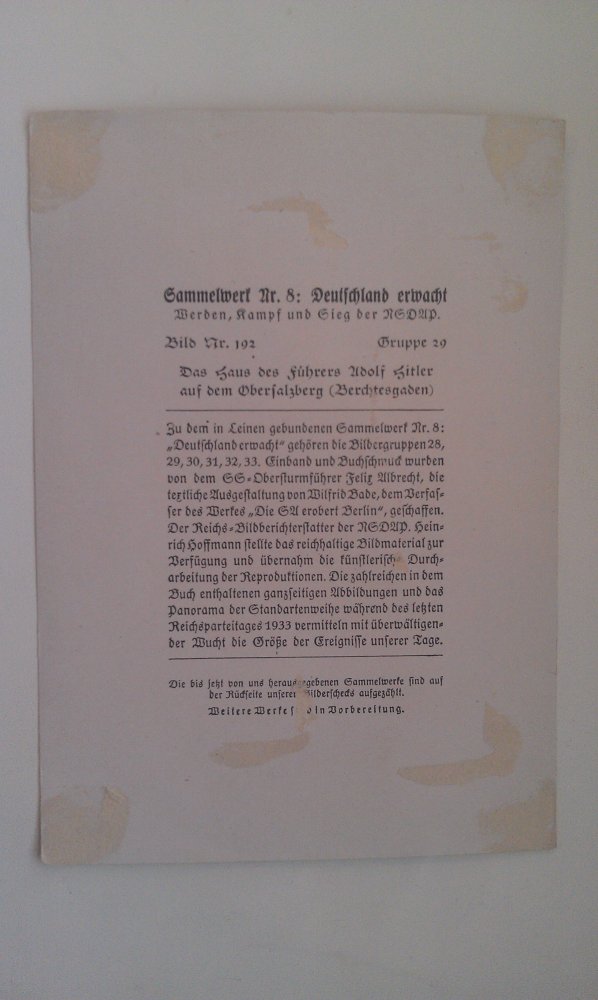 Sammelwerk Nr. 8: Deutschland erwacht
Werden, Kampf und Sieg der NSDAP.
Bild Nr. 192 Gruppe 29
Das Haus des Führers Adolf Hitler
auf dem Obersalzberg (Berchtesgaden)
Zu dem in Leinen gebundenen Sammelwerk Nr. 8:
„Deutschland erwacht“ gehören die Bildergruppen 28,
29, 30, 31, 32, 33. Einband und Buchschmuck wurden
von dem SS-Obersturmführer Felix Albrecht, die
textliche Ausgestaltung von Wilfrid Bade, dem Verfas-
ser des Werkes „Die SA erobert Berlin“, geschaffen.
Der Reichs-Bildberichterstatter der NSDAP. Hein-
rich Hoffmann stellte das reichhaltige Bildmaterial zur
Verfügung und übernahm die künstlerische Durch-
arbeitung der Reproduktionen. Die zahlreichen in dem
Buch enthaltenen ganzseitigen Abbildungen und das
Panorama der Standartenweihe während des letzten
Reichsparteitages 1933 vermitteln mit überwältigen-
der Wucht die Größe der Ereignisse unserer Tage.
Die bis jetzt von uns herausgegebenen Sammelwerke sind auf
der Rückseite unserer Bilderschecks aufgezählt.
Weitere Werke in Vorbereitung.